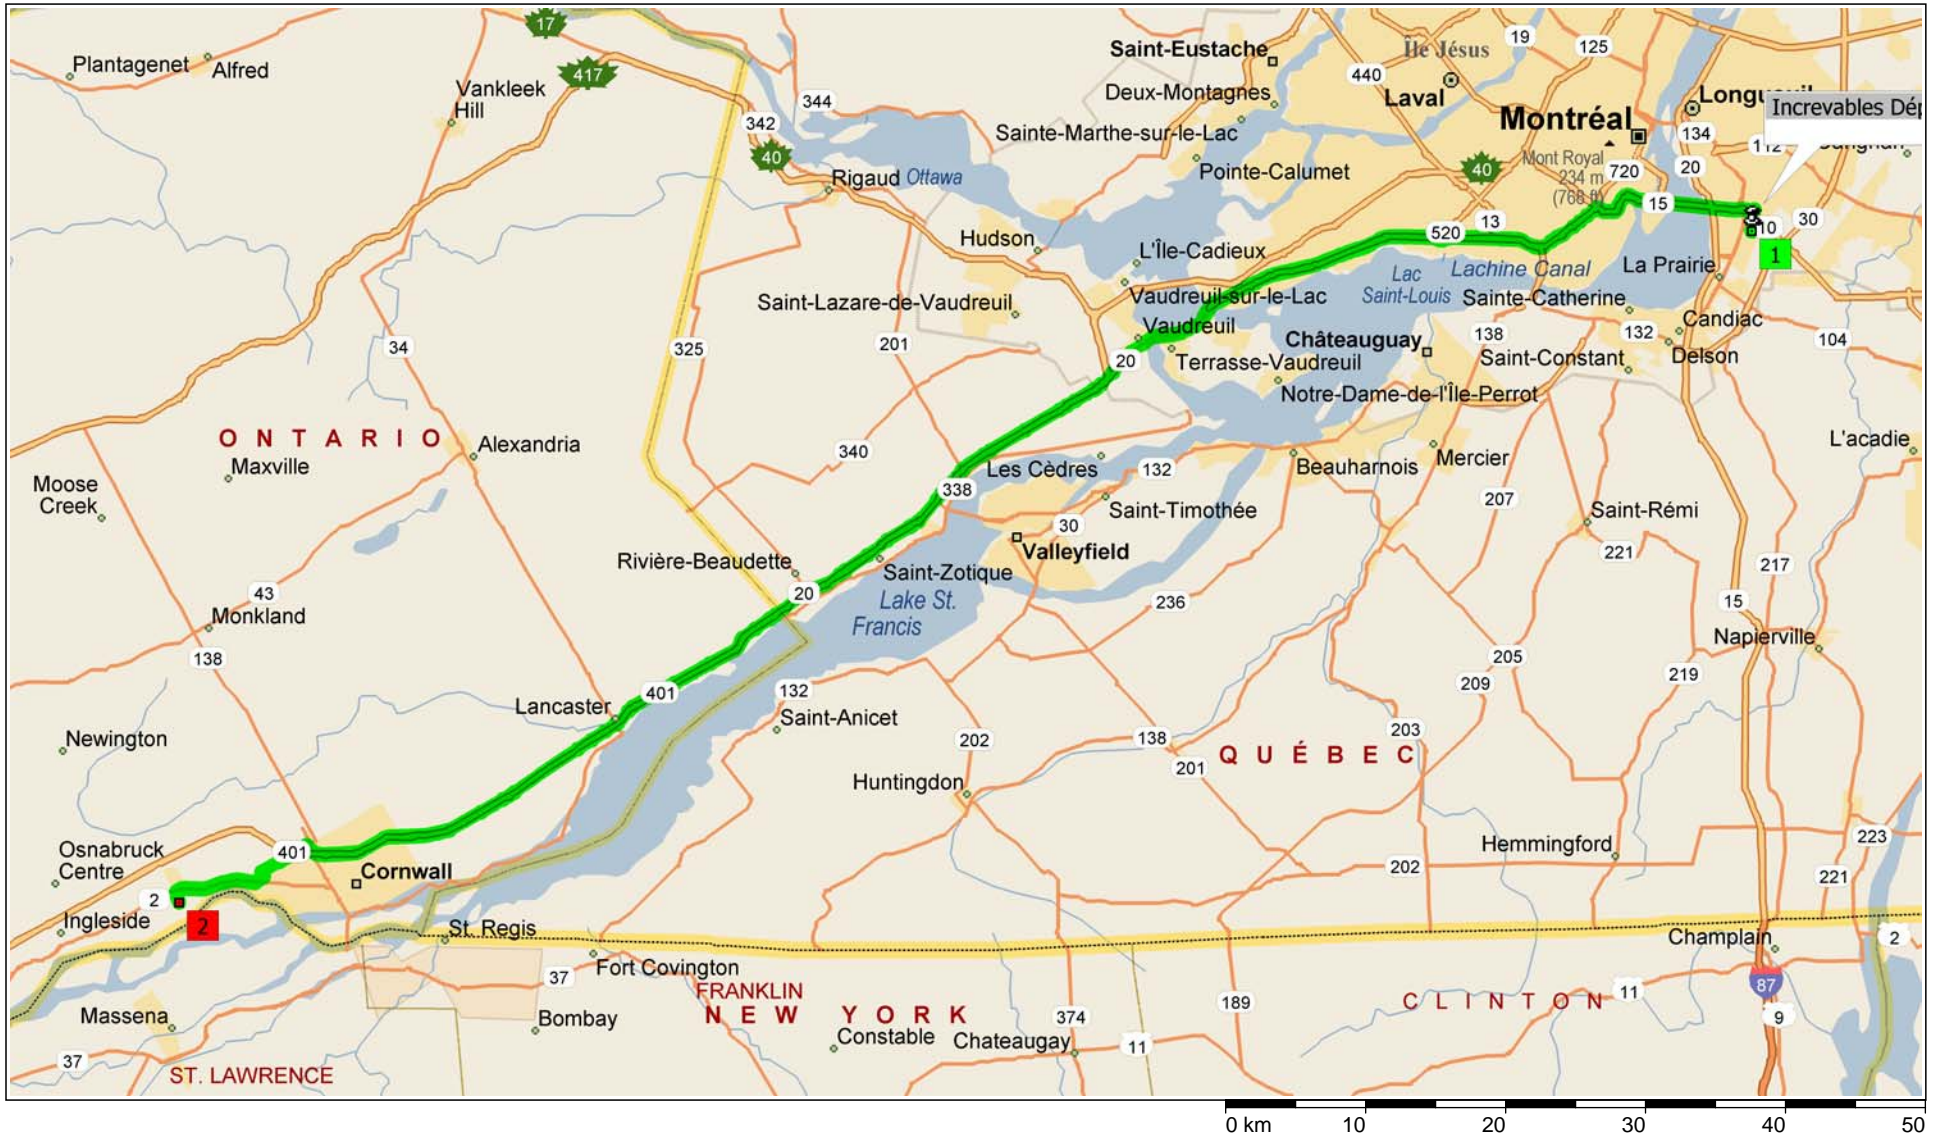 17
19
125
Saint-Eustache
Île Jésus
Plantagenet
Alfred
417
440
Vankleek
Hill
Deux-Montagnes
Laval
344
342
Increvables
Montréal
134
Sainte-Marthe-sur-le-Lac
40
40
20
Mont Royal
234 m
720
Rigaud
Ottawa
Pointe-Calumet
15
13
30
520
10
Hudson
L'Île-Cadieux
1
La Prairie
Lac
Saint-Louis
Lachine Canal
Saint-Lazare-de-Vaudreuil
Vaudreuil-sur-le-Lac
Sainte-Catherine
Vaudreuil
Candiac
34
325
201
20
Châteauguay
138
132
104
Terrasse-Vaudreuil
Saint-Constant
Delson
Notre-Dame-de-l'Île-Perrot
ONTARIO
Alexandria
L'acadie
340
Maxville
Moose
Creek
Les Cèdres
132
Beauharnois
Mercier
338
207
Saint-Timothée
Saint-Rémi
30
Valleyfield
221
Rivière-Beaudette
Saint-Zotique
217
43
20
Lake St.
Francis
236
15
Monkland
Napierville
138
205
219
209
401
132
Lancaster
Saint-Anicet
Newington
202
138
203
QUÉBEC
201
Huntingdon
Osnabruck
Centre
401
Hemmingford
223
Cornwall
202
221
2
Ingleside
2
St. Regis
Champlain
2
Fort Covington
37
FRANKLIN
87
NEW YORK
189
CLINTON
11
Massena
Bombay
374
9
Constable
Chateaugay
11
37
ST. LAWRENCE
0 km 10 20 30 40 50